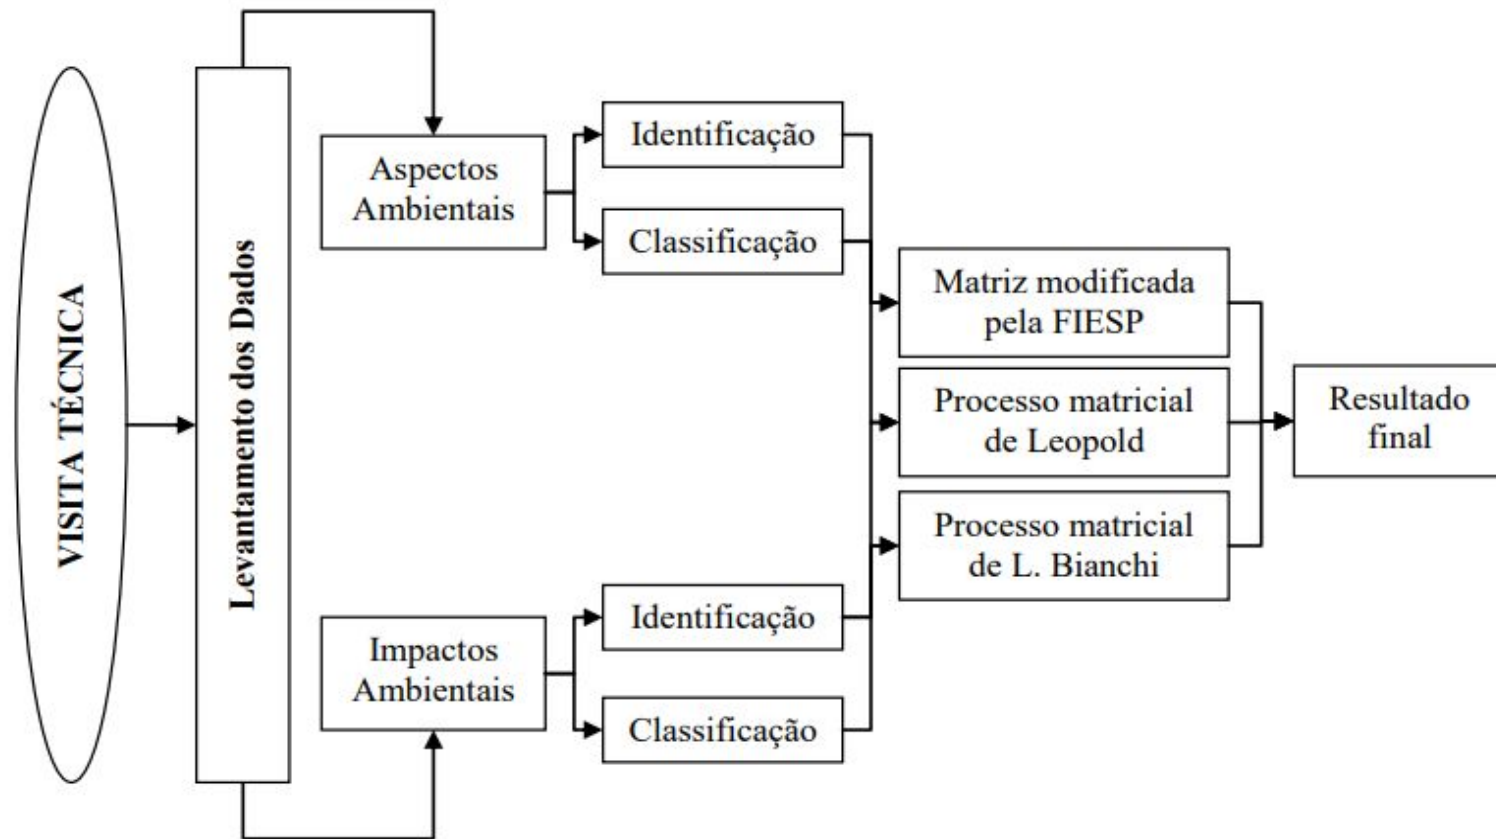 VISITA TÉCNICA
Levantamento dos Dados
Aspectos
Ambientais
Identificação
Classificação
Impactos
Ambientais
Identificação
Classificação
Matriz modificada
pela FIESP
Processo matricial
de Leopold
Processo matricial
de L. Bianchi
Resultado
final